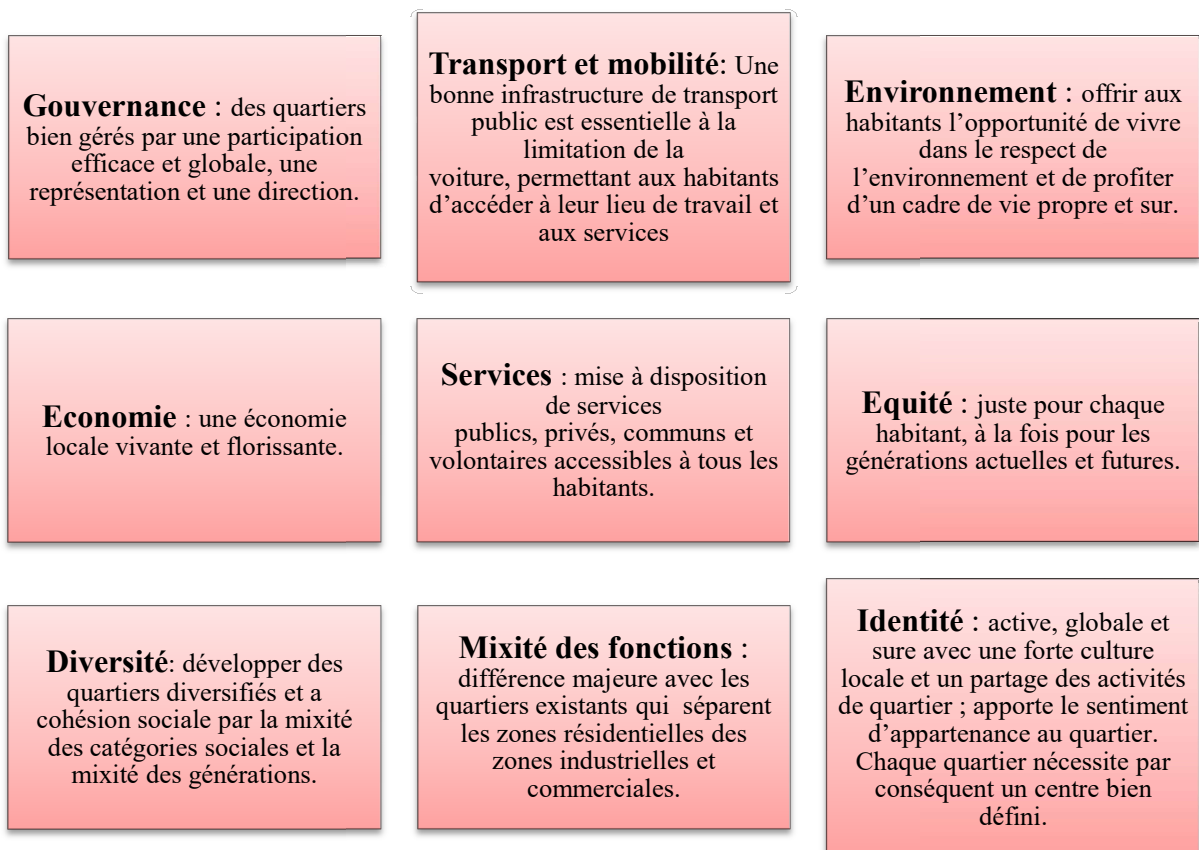 Gouvernance : des quartiers
bien gérés par une participation
efficace et globale, une
représentation et une direction.
Transport et mobilité: Une
bonne infrastructure de transport
public est essentielle à la
limitation de la
voiture, permettant aux habitants
d’accéder à leur lieu de travail et
aux services
Environnement : offrir aux
habitants l’opportunité de vivre
dans le respect de
l’environnement et de profiter
d’un cadre de vie propre et sur.
Economie : une économie
locale vivante et florissante.
Services : mise à disposition
de services
publics, privés, communs et
volontaires accessibles à tous les
habitants.
Equité : juste pour chaque
habitant, à la fois pour les
générations actuelles et futures.
Diversité: développer des
quartiers diversifiés et a
cohésion sociale par la mixité
des catégories sociales et la
mixité des générations.
Mixité des fonctions :
différence majeure avec les
quartiers existants qui séparent
les zones résidentielles des
zones industrielles et
commerciales.
Identité : active, globale et
sure avec une forte culture
locale et un partage des activités
de quartier ; apporte le sentiment
d’appartenance au quartier.
Chaque quartier nécessite par
conséquent un centre bien
défini.